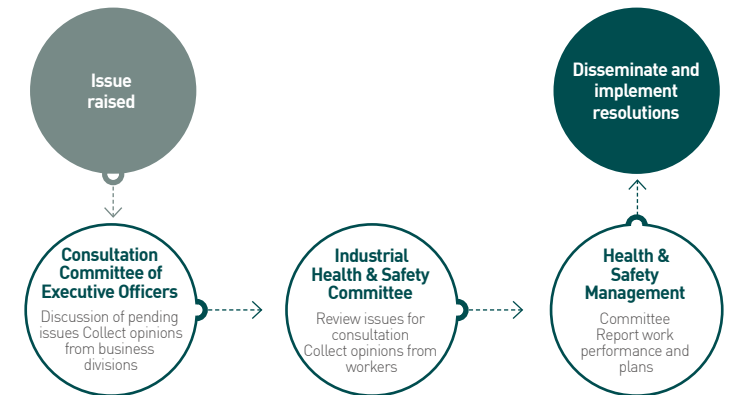 Issue
raised
Disseminate and
implement
resolutions
Consultation
Committee of
Executive Officers
Discussion of pending
issues Collect opinions
from business
divisions
Industrial
Health & Safety
Committee
Review issues for
consultation
Collect opinions from
workers
Health &
Safety
Management
Committee
Report work
performance and
plans